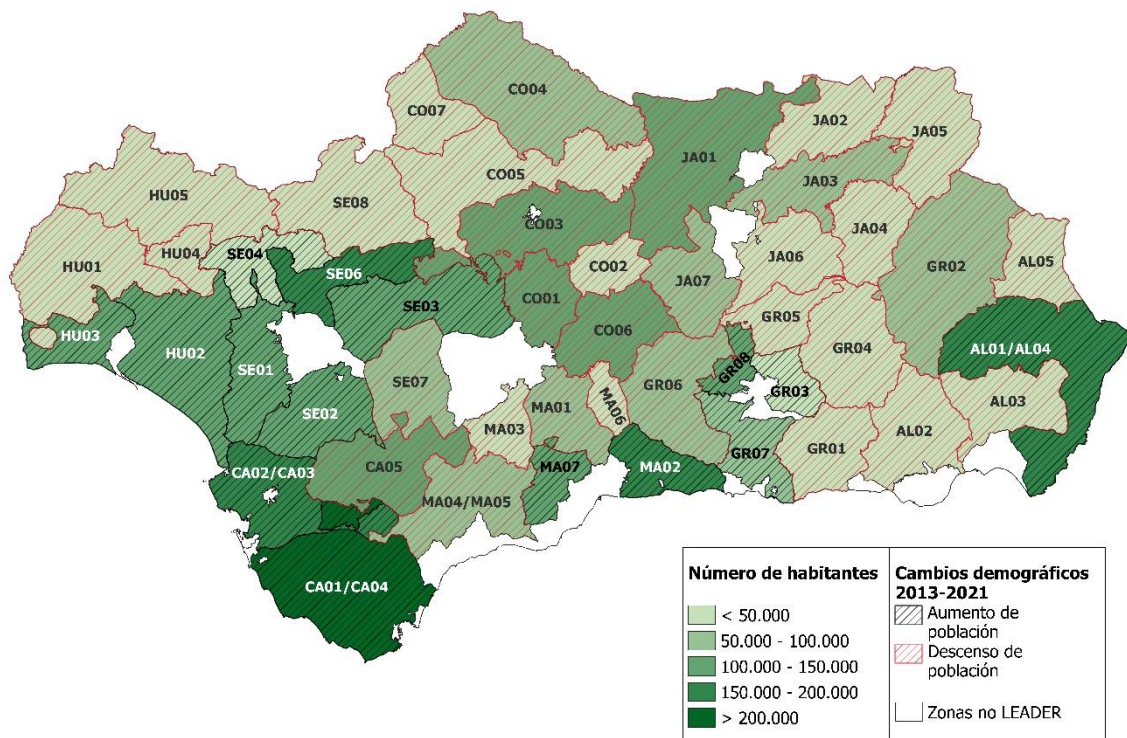 CO04
CO07
JA02
JA05
JA01
CO05
HU05
SE08
JA03
CO03
JA04
HU04
SE04
JA06
HU01
SE06
CO02
GR02
AL05
JA07
SE03
CO01
GR05
HU03
CO06
AL01/AL04
HU02
GR04
SE01
GR08
SE07
GR06
GR03
MA01
MA06
AL03
SE02
MA03
AL02
GR01
GR07
CA02/CA03
CA05
MA07
MA02
MA04/MA05
CA01/CA04
Número de habitantes
< 50.000
50.000 - 100.000
100.000 - 150.000
150.000 - 200.000
> 200.000
Cambios demográficos
2013-2021
Aumento de
población
Descenso de
población
Zonas no LEADER